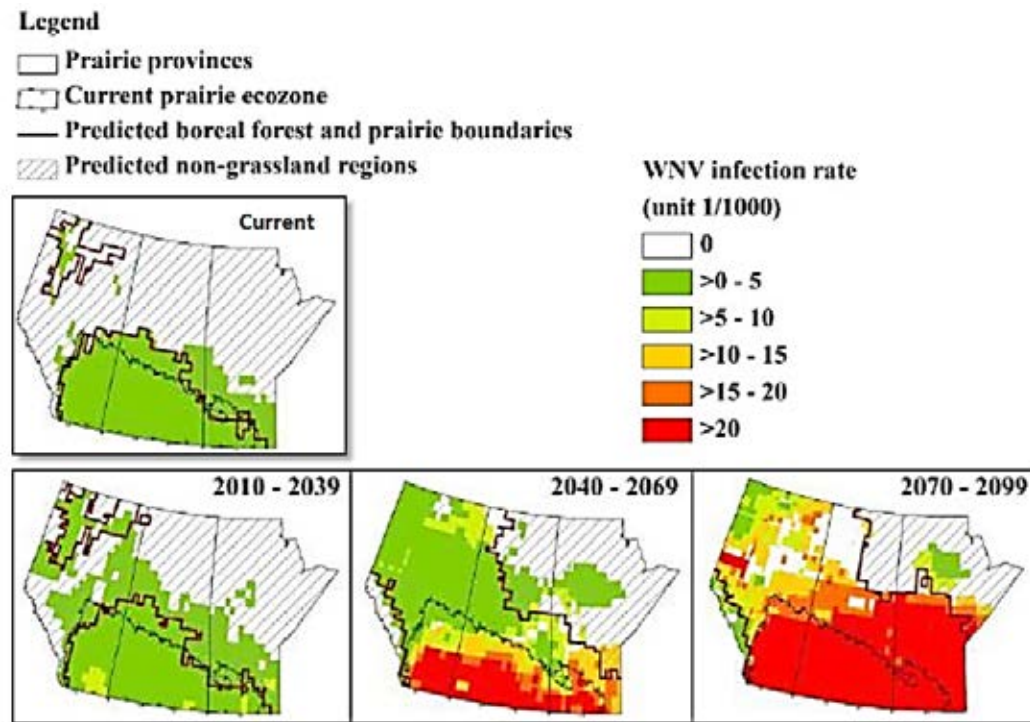 Legend
Prairie provinces
Current prairie ecozone
Predicted boreal forest and prairie boundaries
Predicted non-grassland regions
WNV infection rate
(unit 1/1000)
0
>0 - 5
>5 - 10
>10 - 15
>15 - 20
>20
Current
2010 - 2039
2040 - 2069
2070 - 2099